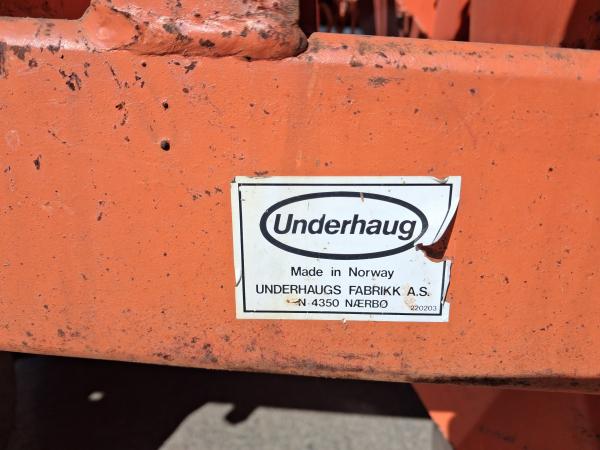 Underhaug
Made in Norway
UNDERHAUGS FABRIKK A.S.
N 4350 NÆRBØ
220203